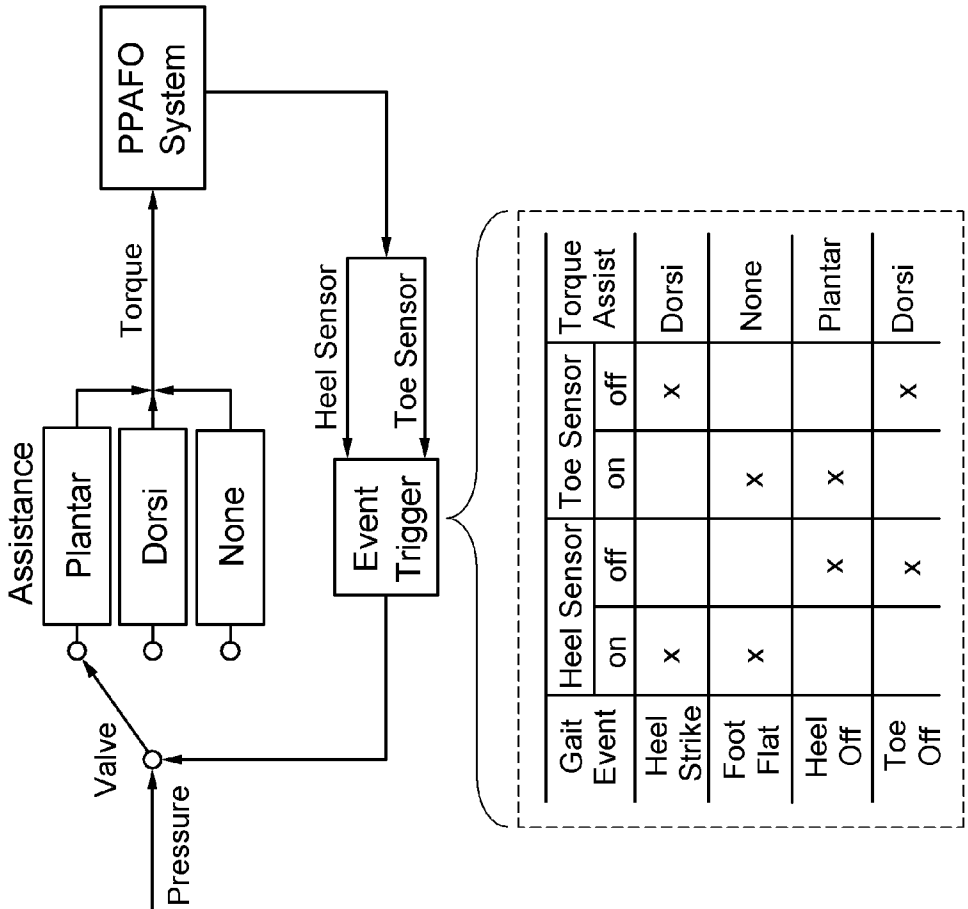 Assistance
Plantar
Dorsi
None
Valve
Pressure
Torque
PPAFO
System
Heel Sensor
Toe Sensor
Event
Trigger
Gait
Event
Heel Sensor
Toe Sensor
Torque
Assist
on
off
on
off
Heel
Strike
x
x
Dorsi
Foot
Flat
x
x
None
Heel
Off
x
x
Plantar
Toe
Off
x
x
Dorsi